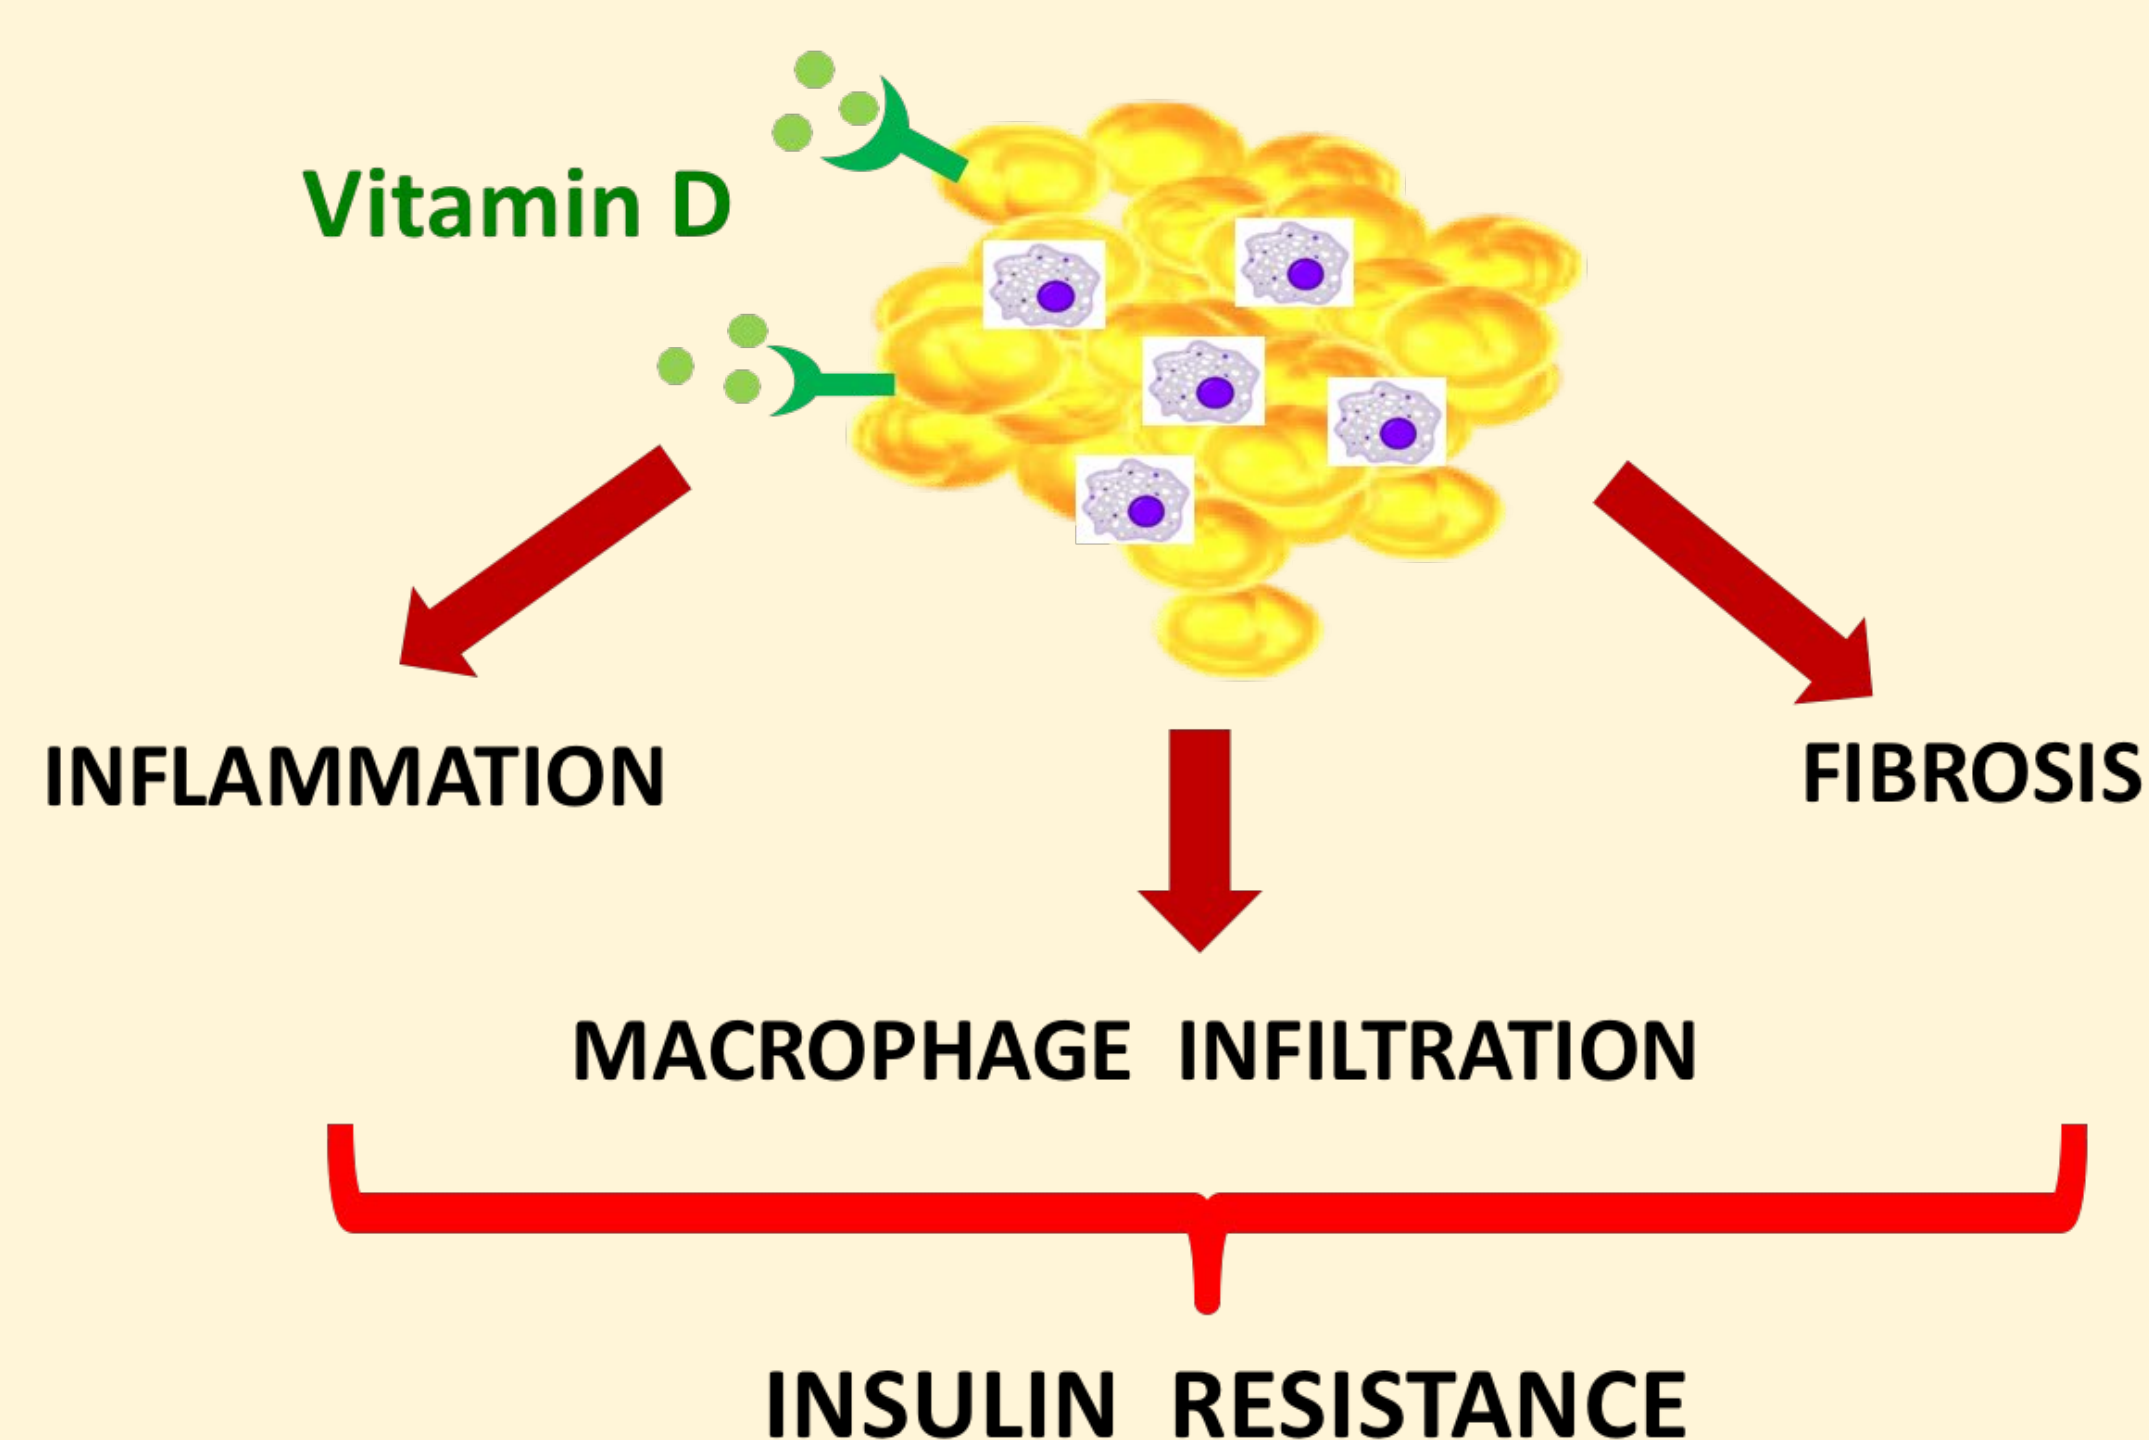 Vitamin D
INFLAMMATION
FIBROSIS
MACROPHAGE INFILTRATION
INSULIN RESISTANCE